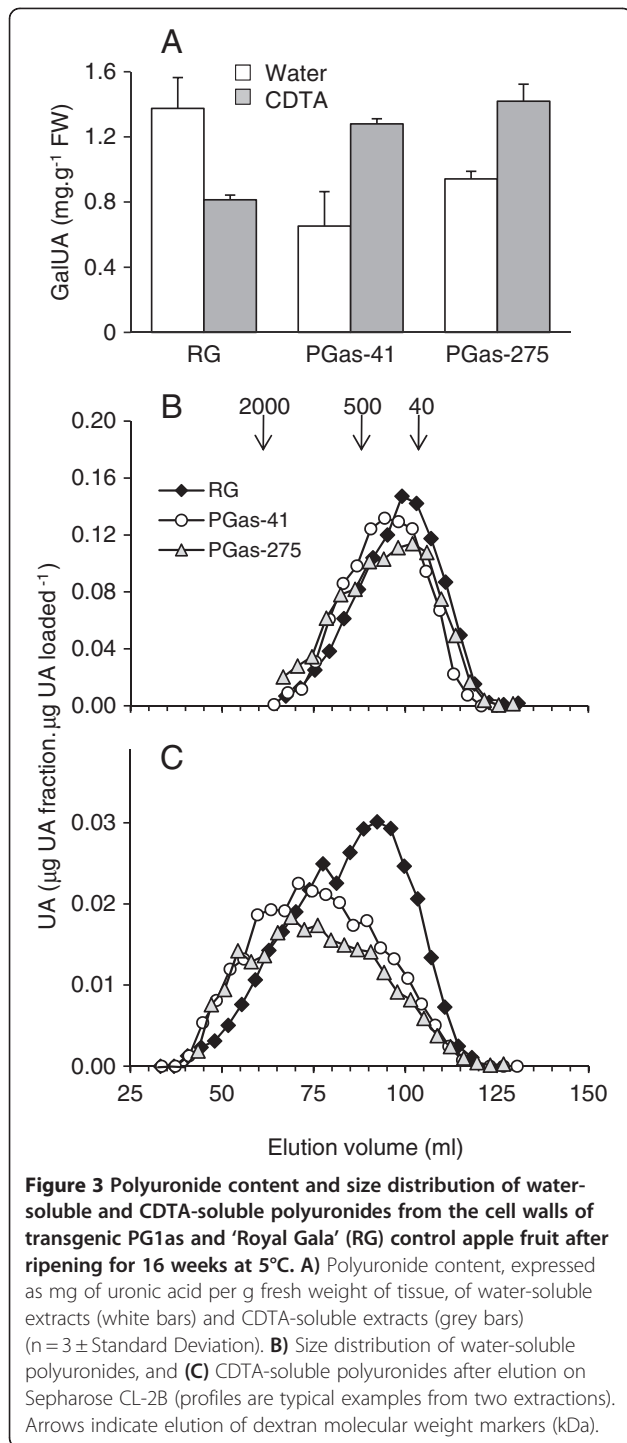 A
Water
CDTA
GalUA (mg.g-1 FW)
1.6
1.2
0.8
0.4
0
RG PGas-41 PGas-275
B
2000 500 40
0.20
0.16
0.12
0.08
0.04
0.00
RG
PGas-41
PGas-275
C
UA (µg UA fraction. µg UA loaded -1)
0.03
0.02
0.01
0.00
25 50 75 100 125 150
Elution volume (ml)
Figure 3 Polyuronide content and size distribution of water-
soluble and CDTA-soluble polyuronides from the cell walls of
transgenic PG1as and ‘Royal Gala’ (RG) control apple fruit after
ripening for 16 weeks at 5°C. A) Polyuronide content, expressed
as mg of uronic acid per g fresh weight of tissue, of water-soluble
extracts (white bars) and CDTA-soluble extracts (grey bars)
(n = 3 ± Standard Deviation). B) Size distribution of water-soluble
polyuronides, and (C) CDTA-soluble polyuronides after elution on
Sepharose CL-2B (profiles are typical examples from two extractions).
Arrows indicate elution of dextran molecular weight markers (kDa).